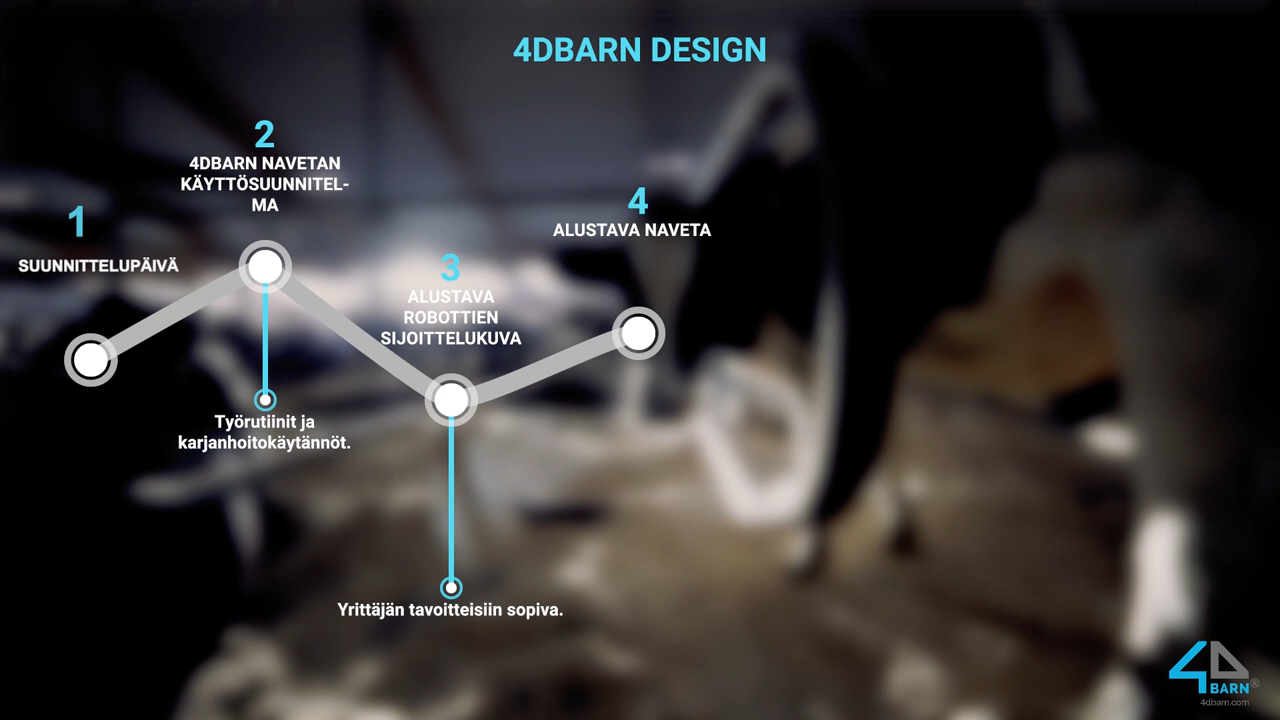 4DBARN DESIGN
1
SUUNNITTELUPÄIVÄ
2
4DBARN NAVETAN
KÄYTTÖSUUNNITEL-
MA
Työrutiinit ja
karjanhoitokäytännöt.
3
ALUSTAVA
ROBOTTIEN
SIJOITTELUKUVA
Yrittäjän tavoitteisiin sopiva.
4
ALUSTAVA NAVETA
4D
BARN®
4dbarn.com